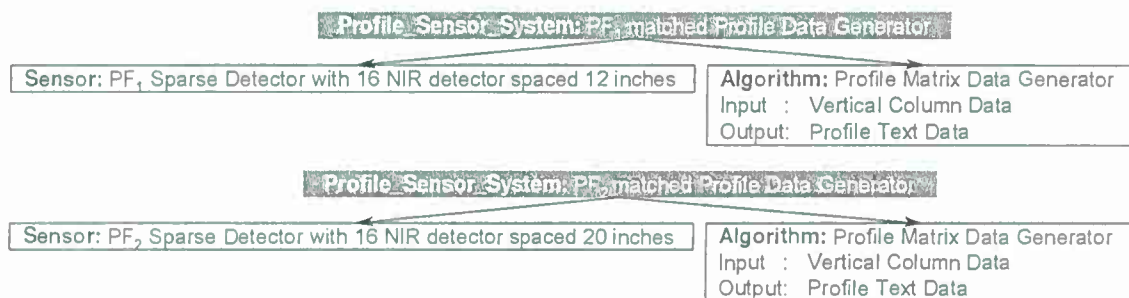 Profile_Sensor_System: PF1 matched Profile Data Generator
Sensor: PF1 Sparse Detector with 16 NIR detector spaced 12 inches
Algorithm: Profile Matrix Data Generator
Input : Vertical Column Data
Output: Profile Text Data
Profile_Sensor_System: PF2 matched Profile Data Generator
Sensor: PF2 Sparse Detector with 16 NIR detector spaced 20 inches
Algorithm: Profile Matrix Data Generator
Input : Vertical Column Data
Output: Profile Text Data